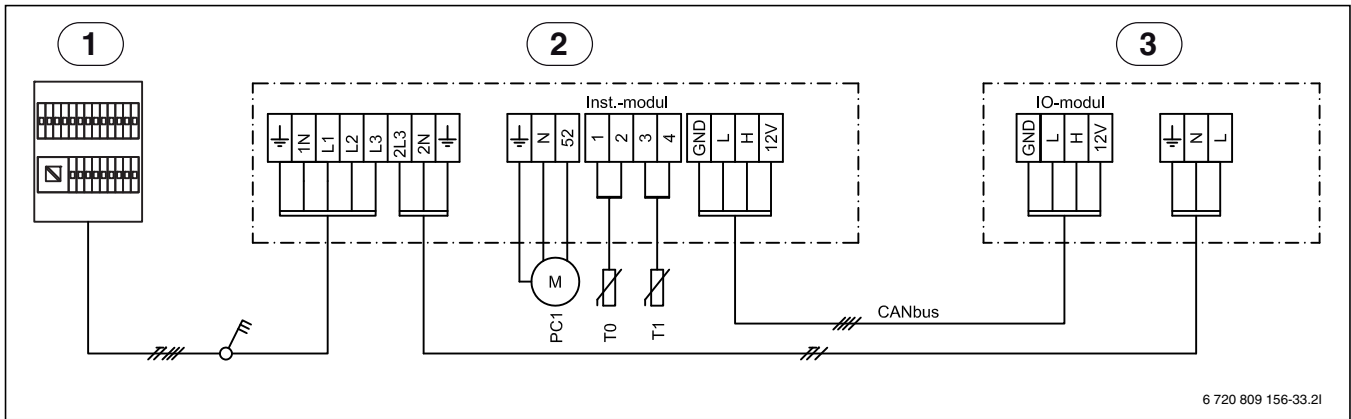 1 2 3
Inst.-modul IO-modul
1N L1 L2 L3 2L3 2N N 52 1 2 3 4 GND L H 12V GND L H 12V N L
M
PC1 T0 T1
CANbus
6 720 809 156-33.2I